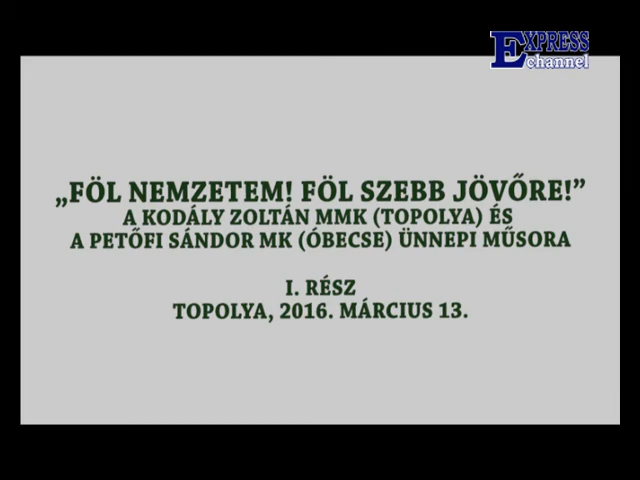 EXPRESS
channel
„FÖL NEMZETEM! FÖL SZEBB JÖVŐRE!”
A KODÁLY ZOLTÁN MMK (TOPOLYA) ÉS
A PETŐFI SÁNDOR MK (ÓBECSE) ÜNNEPI MŰSORA
I. RÉSZ
TOPOLYA, 2016. MÁRCIUS 13.